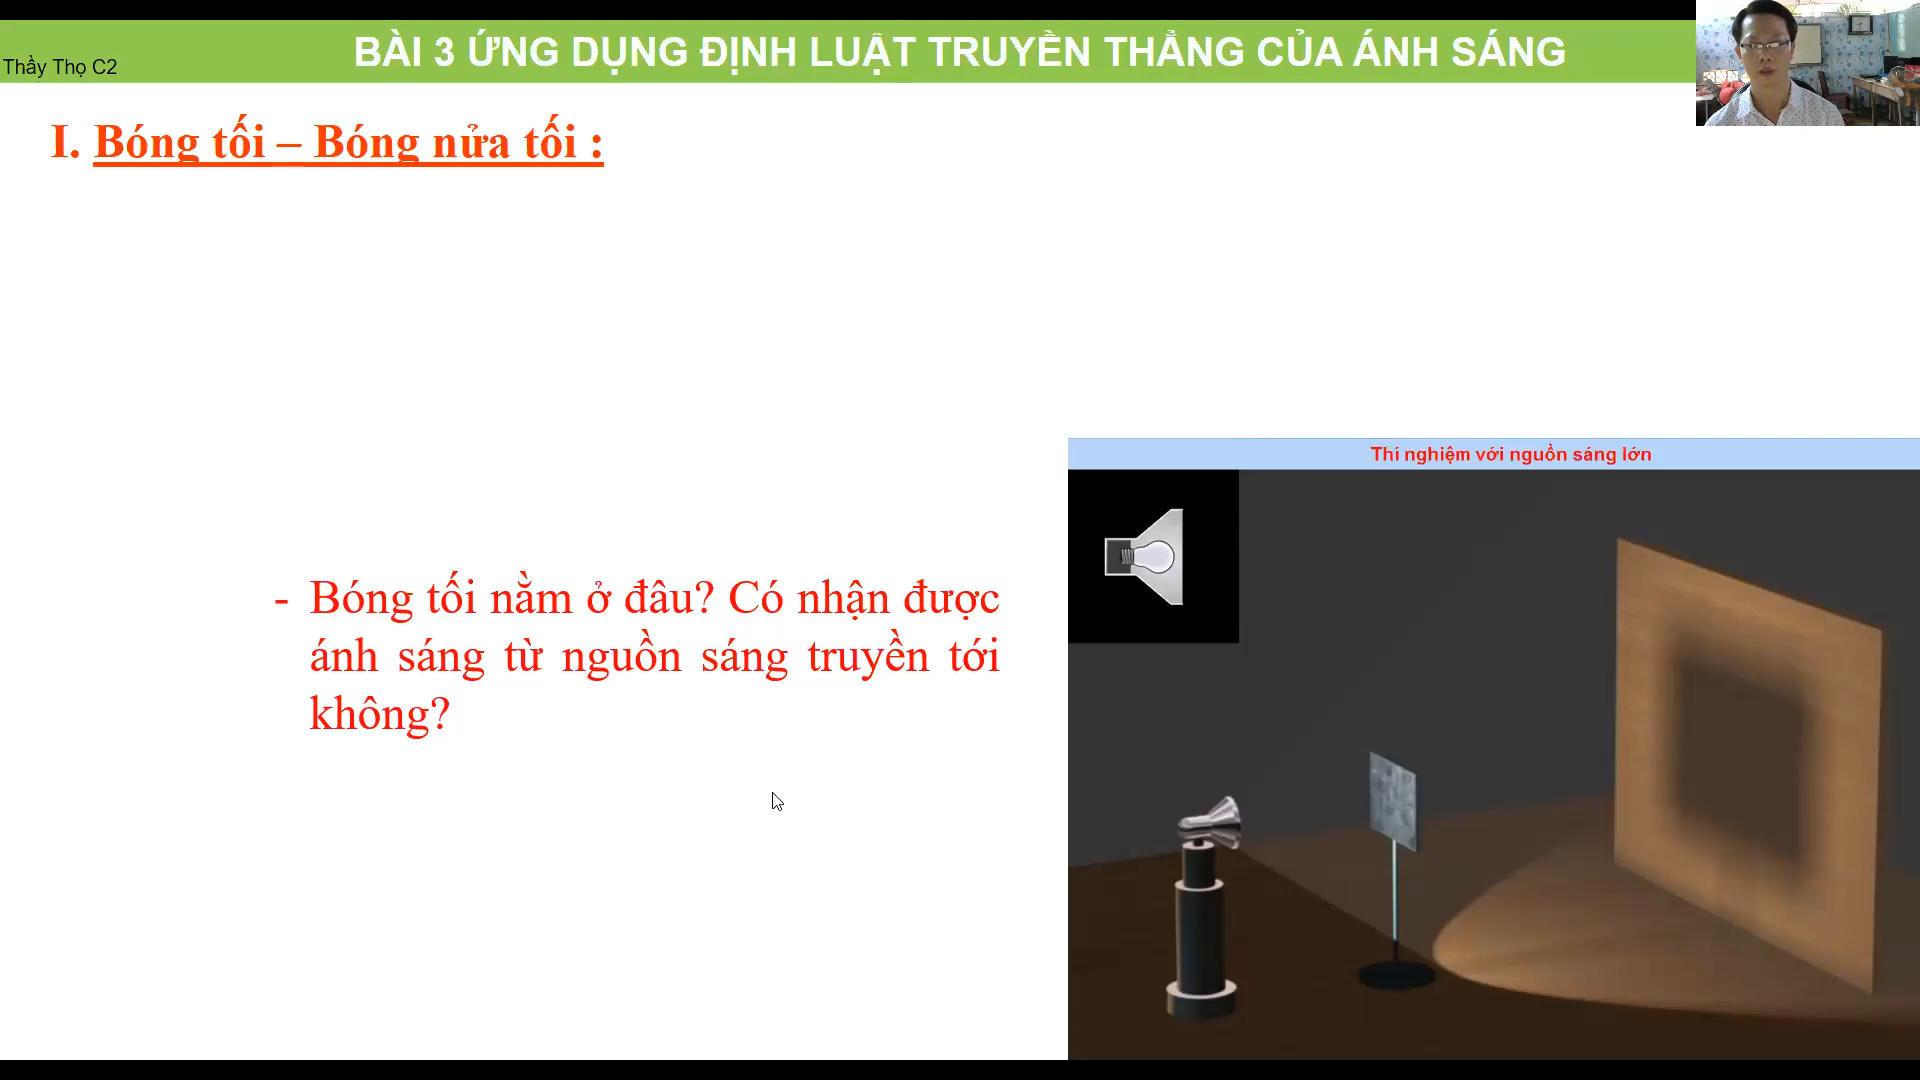 BÀI 3 ỨNG DỤNG ĐỊNH LUẬT TRUYỀN THẲNG CỦA ÁNH SÁNG
Thầy Thọ C2
I. Bóng tối – Bóng nửa tối :
Thí nghiệm với nguồn sáng lớn
- Bóng tối nằm ở đâu? Có nhận được
ánh sáng từ nguồn sáng truyền tới
không?